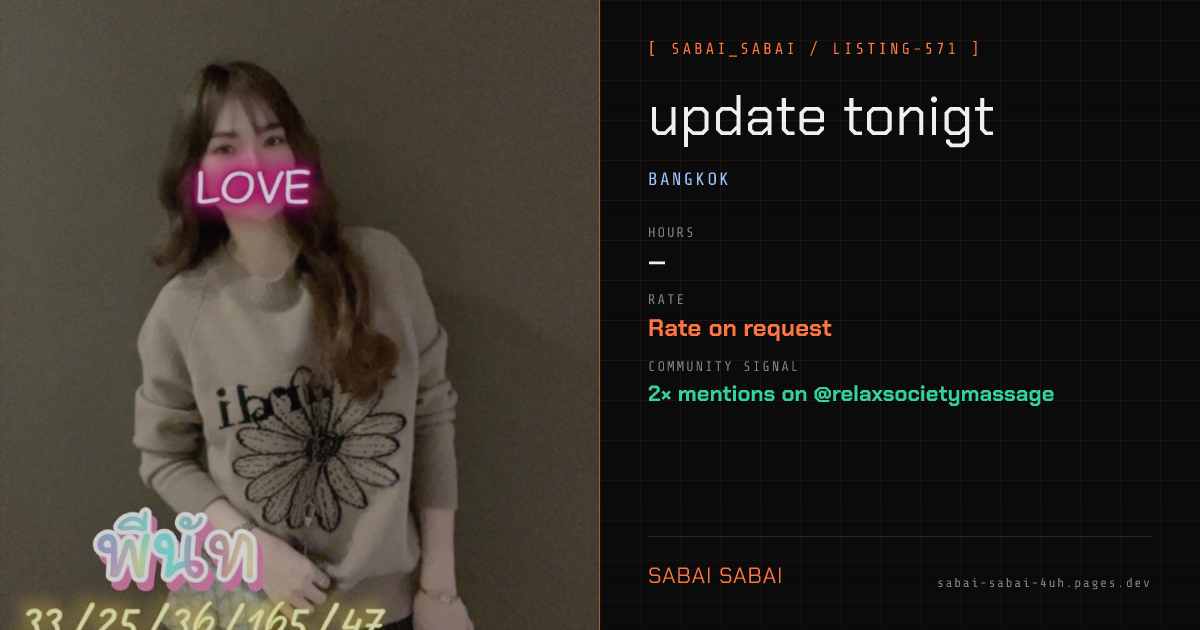 LOVE
ibari
พีนัท
33/25/36/165/47
[ SABAI_SABAI / LISTING-571 ]
update tonigt
BANGKOK
HOURS
—
RATE
Rate on request
COMMUNITY SIGNAL
2× mentions on @relaxsocietymassage
SABAI SABAI
sabai-sabai-4uh.pages.dev